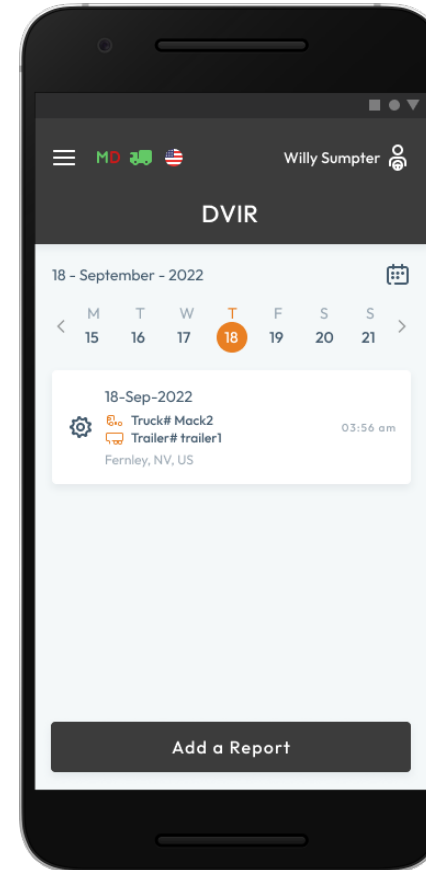 MD
Willy Sumpter
DVIR
18 - September - 2022
M T W T F S S
15 16 17 18 19 20 21
18-Sep-2022
Truck# Mack2
Trailer# trailer1
03:56 am
Fernley, NV, US
Add a Report